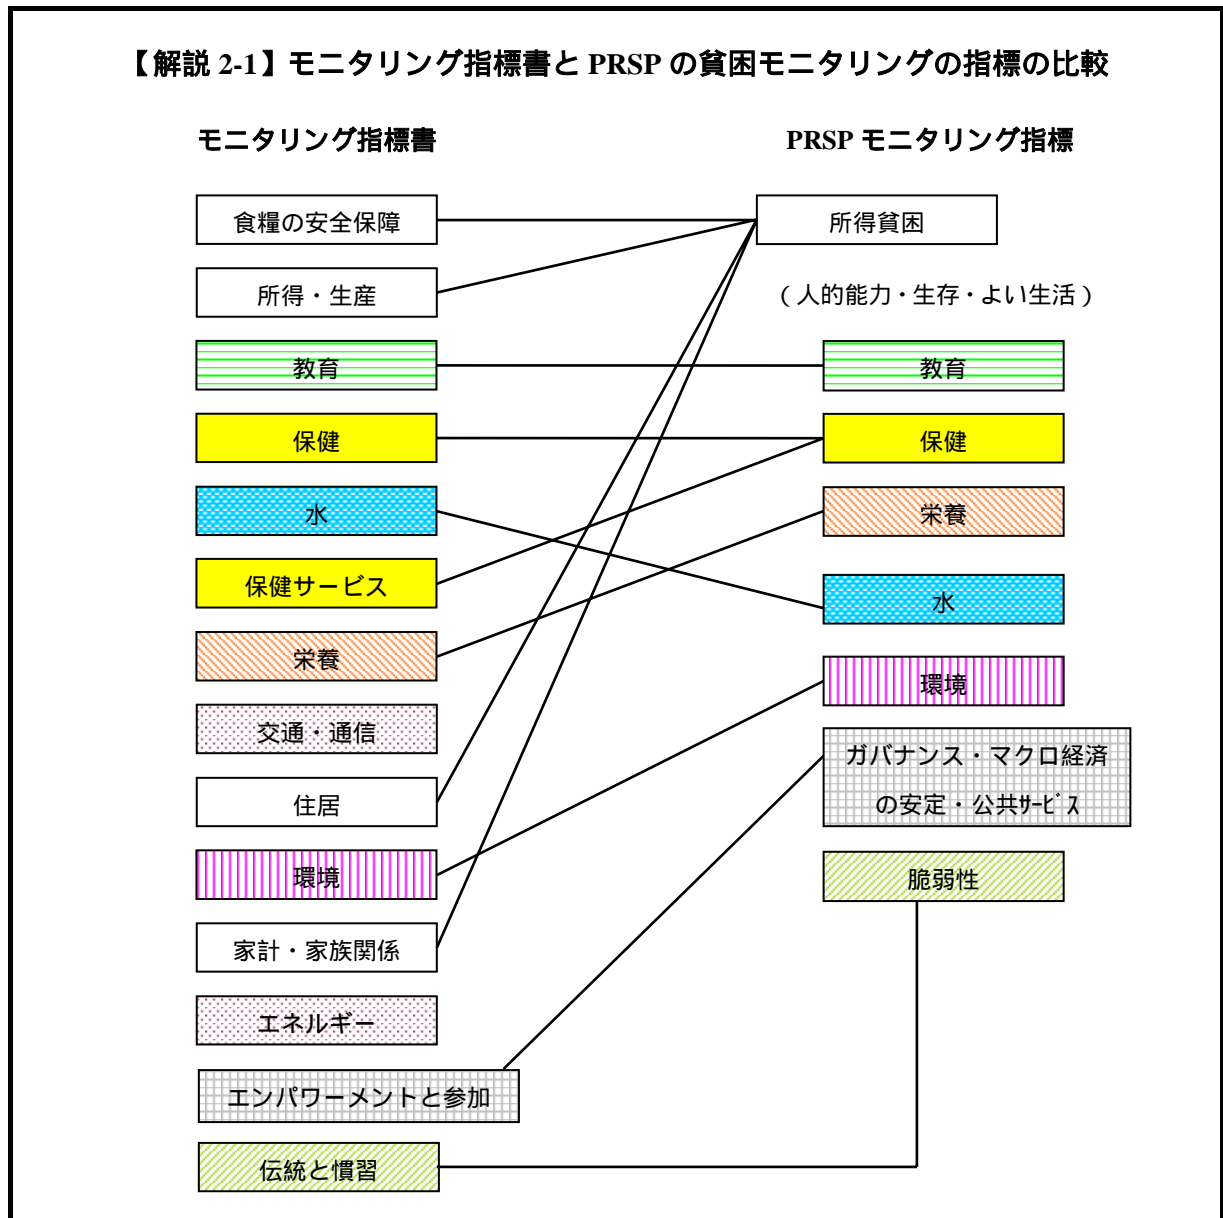 【解説 2-1】モニタリング指標書と PRSP の貧困モニタリングの指標の比較
モニタリング指標書
食糧の安全保障
所得・生産
教育
保健
水
保健サービス
栄養
交通・通信
住居
環境
家計・家族関係
エネルギー
エンパワーメントと参加
伝統と慣習
PRSP モニタリング指標
所得貧困
（人的能力・生存・よい生活）
教育
保健
栄養
水
環境
ガバナンス・マクロ経済
の安定・公共ｻｰﾋﾞｽ
脆弱性